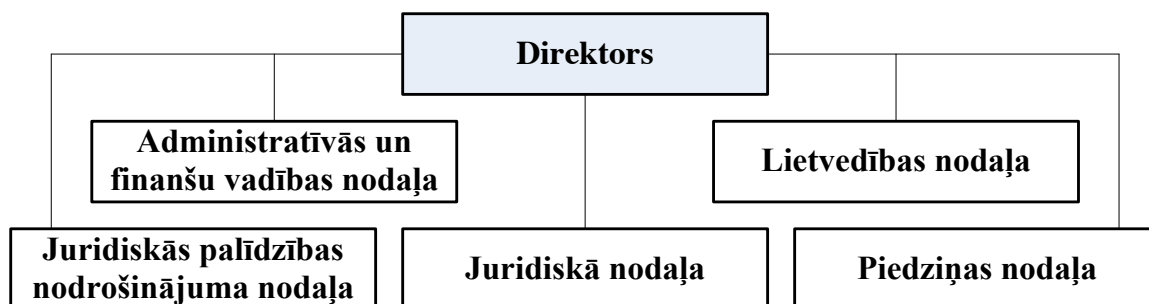 Direktors
Administratīvās un
finanšu vadības nodaļa
Lietvedības nodaļa
Juridiskās palīdzības
nodrošinājuma nodaļa
Juridiskā nodaļa
Piedziņas nodaļa